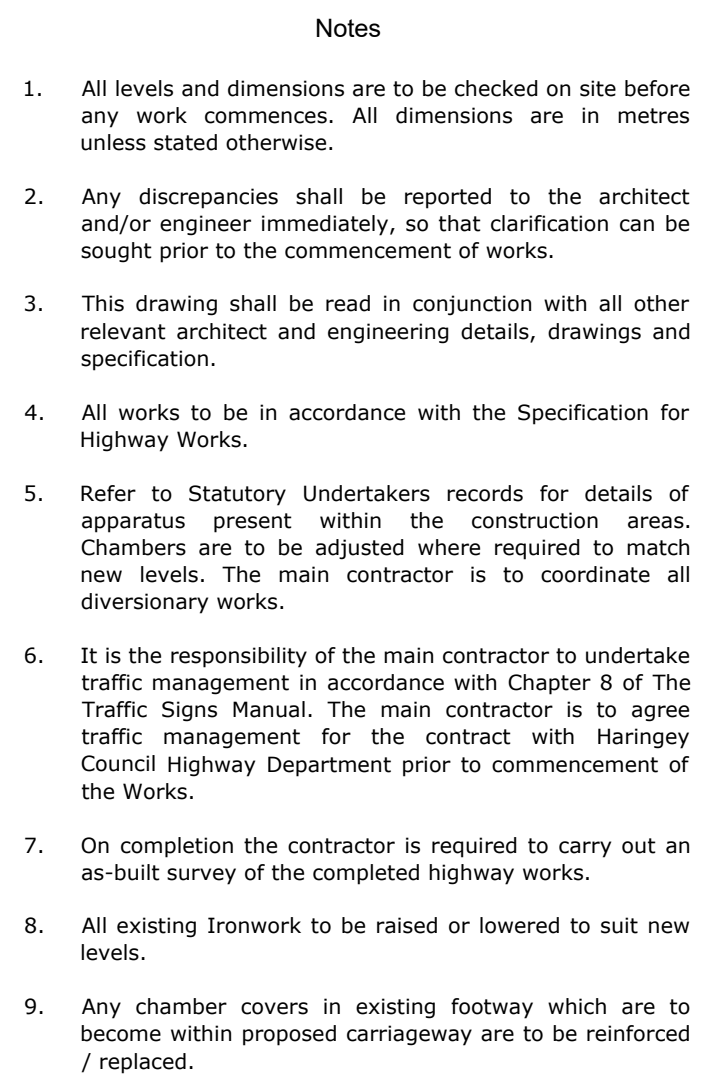 Notes
1. All levels and dimensions are to be checked on site before
any work commences. All dimensions are in metres
unless stated otherwise.
2. Any discrepancies shall be reported to the architect
and/or engineer immediately, so that clarification can be
sought prior to the commencement of works.
3. This drawing shall be read in conjunction with all other
relevant architect and engineering details, drawings and
specification.
4. All works to be in accordance with the Specification for
Highway Works.
5. Refer to Statutory Undertakers records for details of
apparatus present within the construction areas.
Chambers are to be adjusted where required to match
new levels. The main contractor is to coordinate all
diversionary works.
6. It is the responsibility of the main contractor to undertake
traffic management in accordance with Chapter 8 of The
Traffic Signs Manual. The main contractor is to agree
traffic management for the contract with Haringey
Council Highway Department prior to commencement of
the Works.
7. On completion the contractor is required to carry out an
as-built survey of the completed highway works.
8. All existing Ironwork to be raised or lowered to suit new
levels.
9. Any chamber covers in existing footway which are to
become within proposed carriageway are to be reinforced
/ replaced.